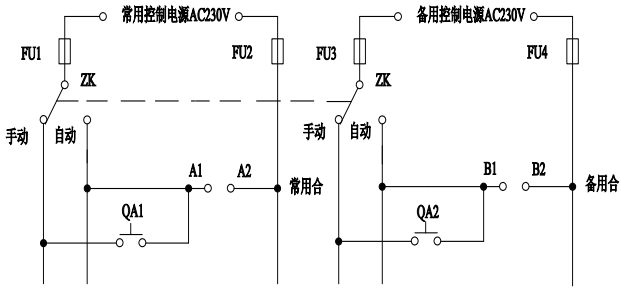 常用控制电源AC230V
备用控制电源AC230V
FU1
FU2
FU3
FU4
ZK
ZK
手动
自动
手动
自动
A1
A2
常用合
B1
B2
备用合
QA1
QA2